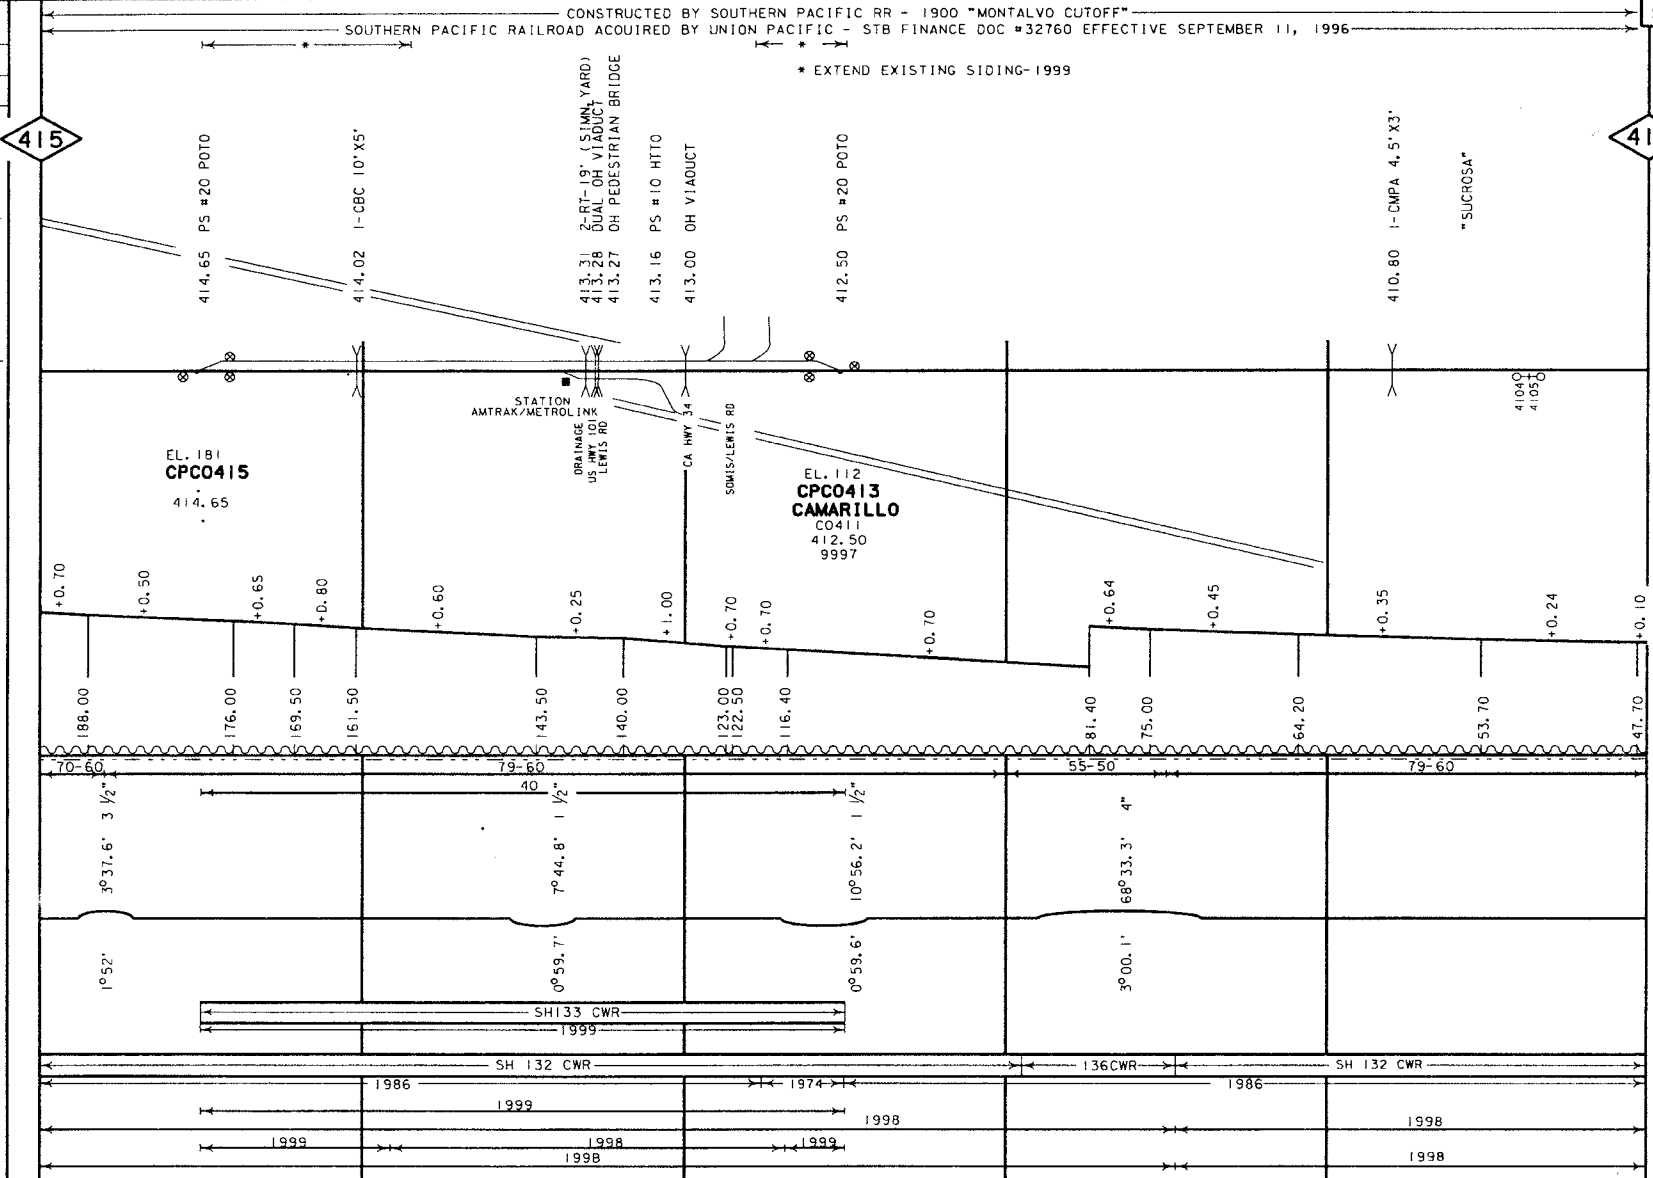 CONSTRUCTED BY SOUTHERN PACIFIC RR - 1900 "MONTALVO CUTOFF"
SOUTHERN PACIFIC RAILROAD ACQUIRED BY UNION PACIFIC - STB FINANCE DOC #32760 EFFECTIVE SEPTEMBER 11, 1996
* *
* EXTEND EXISTING SIDING-1999
415
41
414.65 PS #20 POTO
414.02 1-CBC 10'X5'
413.31 2-RT-19' (SIMN. YARD)
413.28 DUAL OH VIADUCT
413.27 OH PEDESTRIAN BRIDGE
413.16 PS #10 HTTO
413.00 OH VIADUCT
412.50 PS #20 POTO
410.80 1-CMPA 4.5'X3'
"SUCROSA"
STATION
AMTRAK/METROLINK
DRAINAGE
US HWY 101
LEWIS RD
CA HWY 34
SOMIS/LEWIS RD
4104
4105
EL. 181
CPCO415
414.65
EL. 112
CPCO413
CAMARILLO
CO411
412.50
9997
+0.70
+0.50
+0.65
+0.80
+0.60
+0.25
+1.00
+0.70
+0.70
+0.70
+0.64
+0.45
+0.35
+0.24
+0.10
188.00
176.00
169.50
161.50
143.50
140.00
123.00
122.50
116.40
81.40
75.00
64.20
53.70
47.70
70-60 79-60 55-50 79-60
40
3°37.6' 3 1/2"
7°44.8' 1 1/2"
10°56.2' 1 1/2"
68°33.3' 4"
1°52'
0°59.7'
0°59.6'
3°00.1'
SH133 CWR
1999
SH 132 CWR 136CWR SH 132 CWR
1986 1974 1986
1999
1998 1998
1999 1998 1999
1998 1998